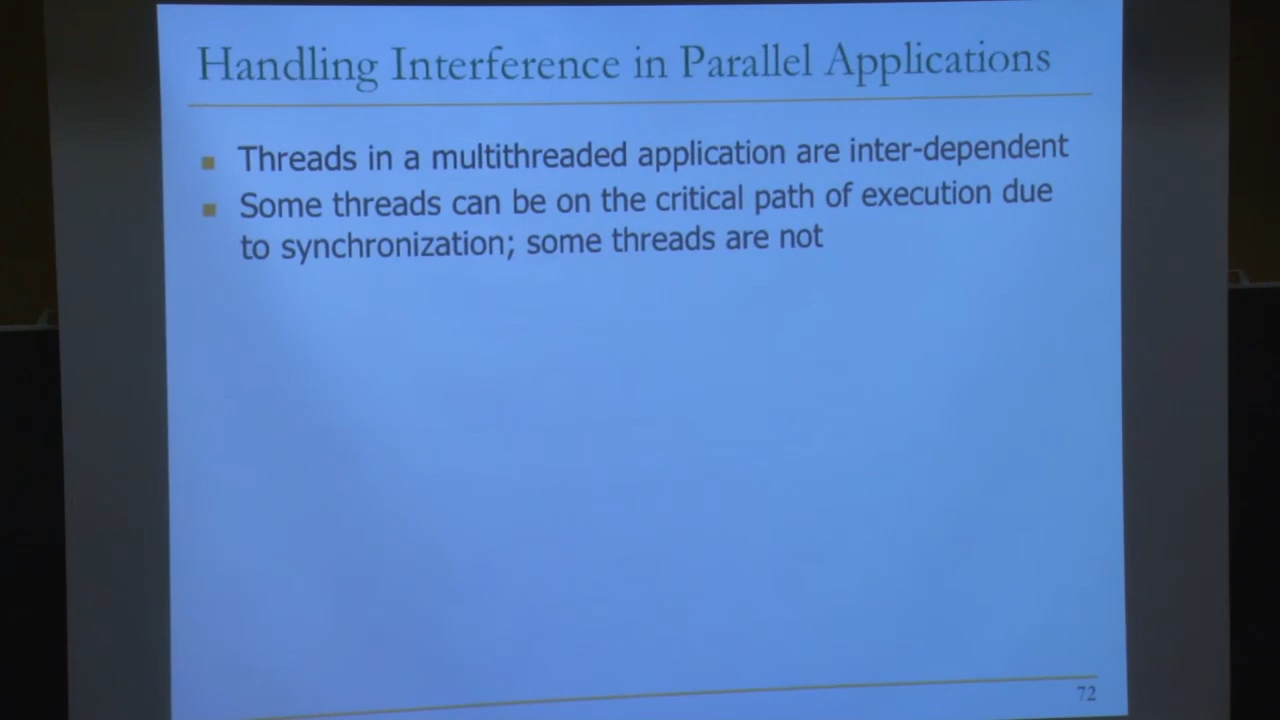 Handling Interference in Parallel Applications
Threads in a multithreaded application are inter-dependent
Some threads can be on the critical path of execution due
to synchronization; some threads are not
72